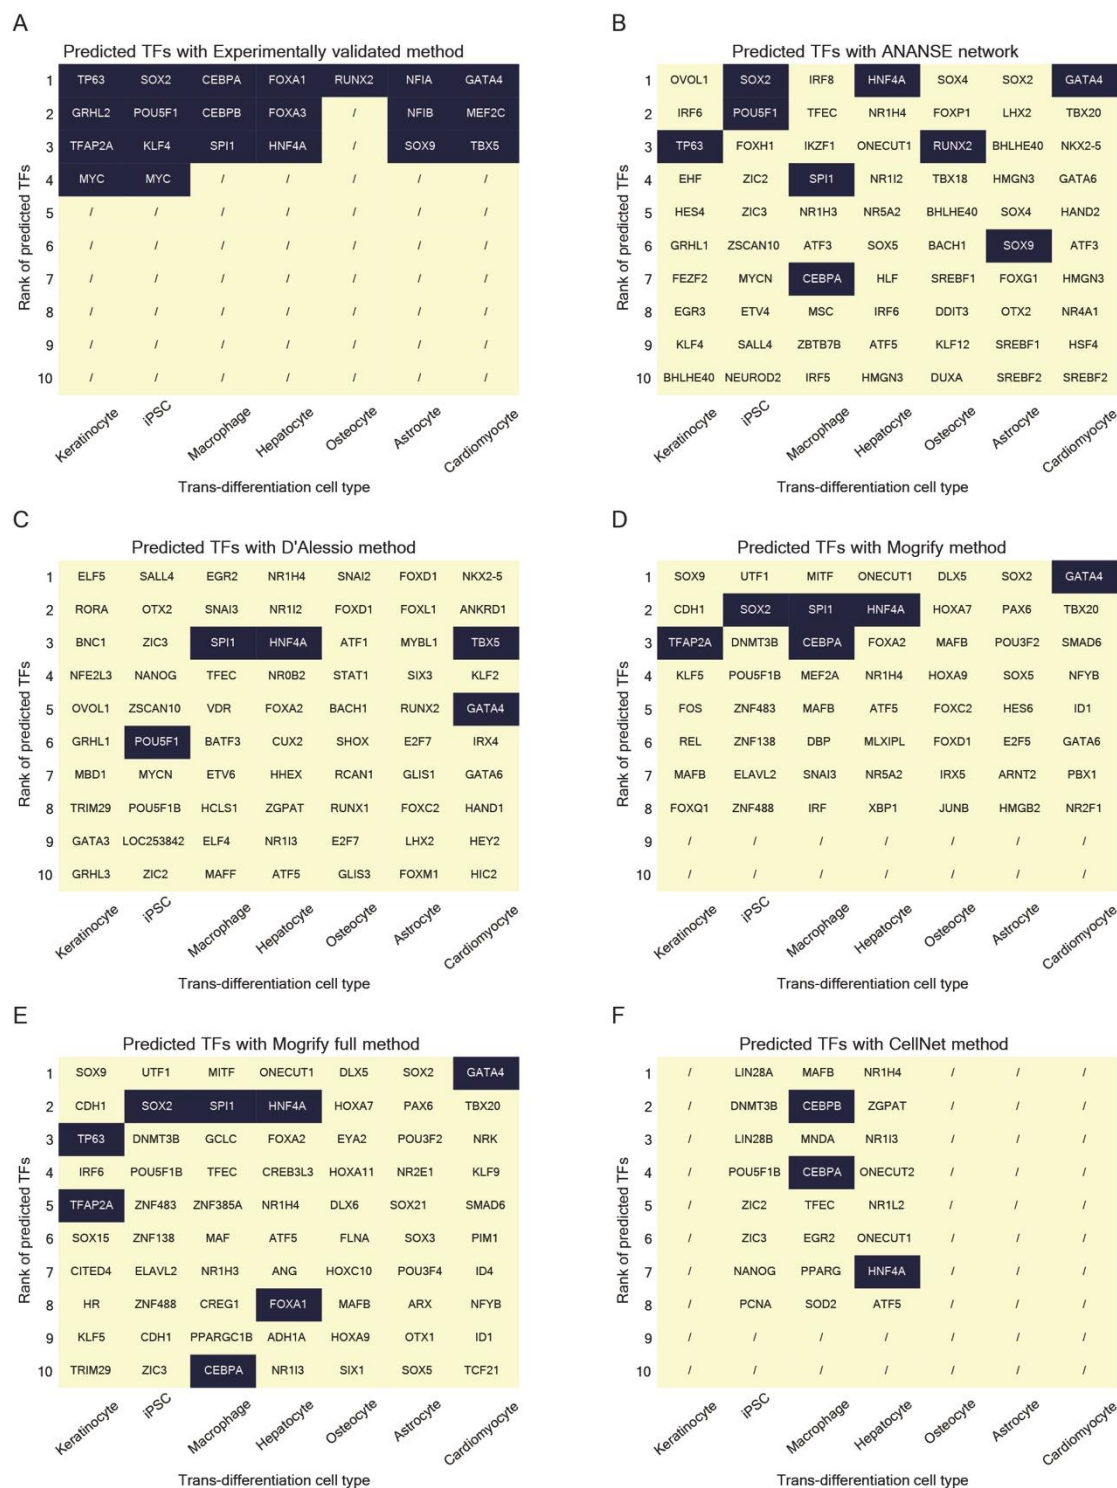 A
Predicted TFs with Experimentally validated method
Rank of predicted TFs
1 TP63 SOX2 CEBPA FOXA1 RUNX2 NFIA GATA4
2 GRHL2 POU5F1 CEBPB FOXA3 / NFIB MEF2C
3 TFAP2A KLF4 SPI1 HNF4A / SOX9 TBX5
4 MYC MYC / / / / /
5 / / / / / / /
6 / / / / / / /
7 / / / / / / /
8 / / / / / / /
9 / / / / / / /
10 / / / / / / /
Keratinocyte iPSC Macrophage Hepatocyte Osteocyte Astrocyte Cardiomyocyte
Trans-differentiation cell type
B
Predicted TFs with ANANSE network
Rank of predicted TFs
1 OVOL1 SOX2 IRF8 HNF4A SOX4 SOX2 GATA4
2 IRF6 POU5F1 TFEC NR1H4 FOXP1 LHX2 TBX20
3 TP63 FOXH1 IKZF1 ONECUT1 RUNX2 BHLHE40 NKX2-5
4 EHF ZIC2 SPI1 NR1I2 TBX18 HMGN3 GATA6
5 HES4 ZIC3 NR1H3 NR5A2 BHLHE40 SOX4 HAND2
6 GRHL1 ZSCAN10 ATF3 SOX5 BACH1 SOX9 ATF3
7 FEZF2 MYCN CEBPA HLF SREBF1 FOXG1 HMGN3
8 EGR3 ETV4 MSC IRF6 DDIT3 OTX2 NR4A1
9 KLF4 SALL4 ZBTB7B ATF5 KLF12 SREBF1 HSF4
10 BHLHE40 NEUROD2 IRF5 HMGN3 DUXA SREBF2 SREBF2
Keratinocyte iPSC Macrophage Hepatocyte Osteocyte Astrocyte Cardiomyocyte
Trans-differentiation cell type
C
Predicted TFs with D'Alessio method
Rank of predicted TFs
1 ELF5 SALL4 EGR2 NR1H4 SNAI2 FOXD1 NKX2-5
2 RORA OTX2 SNAI3 NR1I2 FOXD1 FOXL1 ANKRD1
3 BNC1 ZIC3 SPI1 HNF4A ATF1 MYBL1 TBX5
4 NFE2L3 NANOG TFEC NR0B2 STAT1 SIX3 KLF2
5 OVOL1 ZSCAN10 VDR FOXA2 BACH1 RUNX2 GATA4
6 GRHL1 POU5F1 BATF3 CUX2 SHOX E2F7 IRX4
7 MBD1 MYCN ETV6 HHEX RCAN1 GLIS1 GATA6
8 TRIM29 POU5F1B HCLS1 ZGPAT RUNX1 FOXC2 HAND1
9 GATA3 LOC253842 ELF4 NR1I3 E2F7 LHX2 HEY2
10 GRHL3 ZIC2 MAFF ATF5 GLIS3 FOXM1 HIC2
Keratinocyte iPSC Macrophage Hepatocyte Osteocyte Astrocyte Cardiomyocyte
Trans-differentiation cell type
D
Predicted TFs with Mogrify method
Rank of predicted TFs
1 SOX9 UTF1 MITF ONECUT1 DLX5 SOX2 GATA4
2 CDH1 SOX2 SPI1 HNF4A HOXA7 PAX6 TBX20
3 TFAP2A DNMT3B CEBPA FOXA2 MAFB POU3F2 SMAD6
4 KLF5 POU5F1B MEF2A NR1H4 HOXA9 SOX5 NFYB
5 FOS ZNF483 MAFB ATF5 FOXC2 HES6 ID1
6 REL ZNF138 DBP MLXIPL FOXD1 E2F5 GATA6
7 MAFB ELAVL2 SNAI3 NR5A2 IRX5 ARNT2 PBX1
8 FOXQ1 ZNF488 IRF XBP1 JUNB HMGB2 NR2F1
9 / / / / / / /
10 / / / / / / /
Keratinocyte iPSC Macrophage Hepatocyte Osteocyte Astrocyte Cardiomyocyte
Trans-differentiation cell type
E
Predicted TFs with Mogrify full method
Rank of predicted TFs
1 SOX9 UTF1 MITF ONECUT1 DLX5 SOX2 GATA4
2 CDH1 SOX2 SPI1 HNF4A HOXA7 PAX6 TBX20
3 TP63 DNMT3B GCLC FOXA2 EYA2 POU3F2 NRK
4 IRF6 POU5F1B TFEC CREB3L3 HOXA11 NR2E1 KLF9
5 TFAP2A ZNF483 ZNF385A NR1H4 DLX6 SOX21 SMAD6
6 SOX15 ZNF138 MAF ATF5 FLNA SOX3 PIM1
7 CITED4 ELAVL2 NR1H3 ANG HOXC10 POU3F4 ID4
8 HR ZNF488 CREG1 FOXA1 MAFB ARX NFYB
9 KLF5 CDH1 PPARGC1B ADH1A HOXA9 OTX1 ID1
10 TRIM29 ZIC3 CEBPA NR1I3 SIX1 SOX5 TCF21
Keratinocyte iPSC Macrophage Hepatocyte Osteocyte Astrocyte Cardiomyocyte
Trans-differentiation cell type
F
Predicted TFs with CellNet method
Rank of predicted TFs
1 / LIN28A MAFB NR1H4 / / /
2 / DNMT3B CEBPB ZGPAT / / /
3 / LIN28B MNDA NR1I3 / / /
4 / POU5F1B CEBPA ONECUT2 / / /
5 / ZIC2 TFEC NR1L2 / / /
6 / ZIC3 EGR2 ONECUT1 / / /
7 / NANOG PPARG HNF4A / / /
8 / PCNA SOD2 ATF5 / / /
9 / / / / / / /
10 / / / / / / /
Keratinocyte iPSC Macrophage Hepatocyte Osteocyte Astrocyte Cardiomyocyte
Trans-differentiation cell type